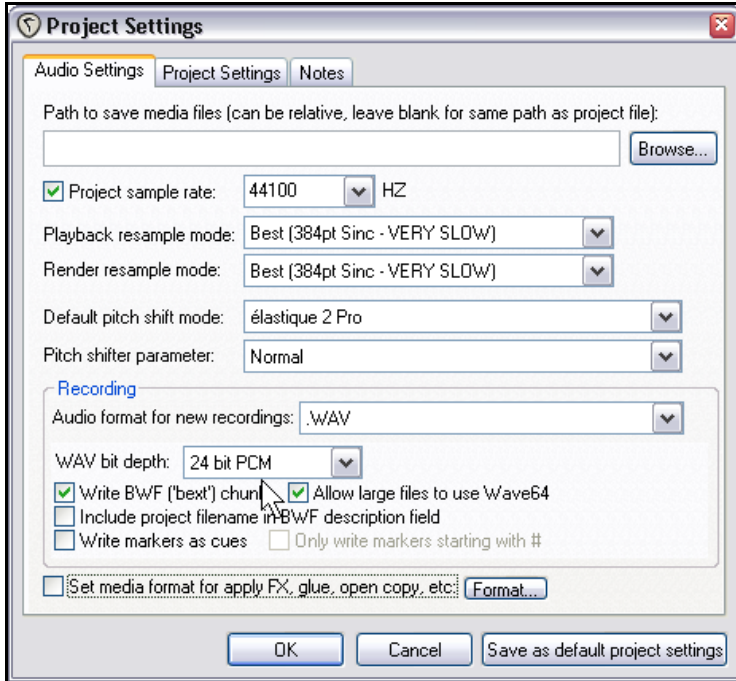 Project Settings
Audio Settings Project Settings Notes
Path to save media files (can be relative, leave blank for same path as project file):
Browse...
Project sample rate: 44100 HZ
Playback resample mode: Best (384pt Sinc - VERY SLOW)
Render resample mode: Best (384pt Sinc - VERY SLOW)
Default pitch shift mode: élastique 2 Pro
Pitch shifter parameter: Normal
Recording
Audio format for new recordings: .WAV
WAV bit depth: 24 bit PCM
Write BWF ('bext') chunk Allow large files to use Wave64
Include project filename in BWF description field
Write markers as cues Only write markers starting with #
Set media format for apply FX, glue, open copy, etc: Format...
OK Cancel Save as default project settings